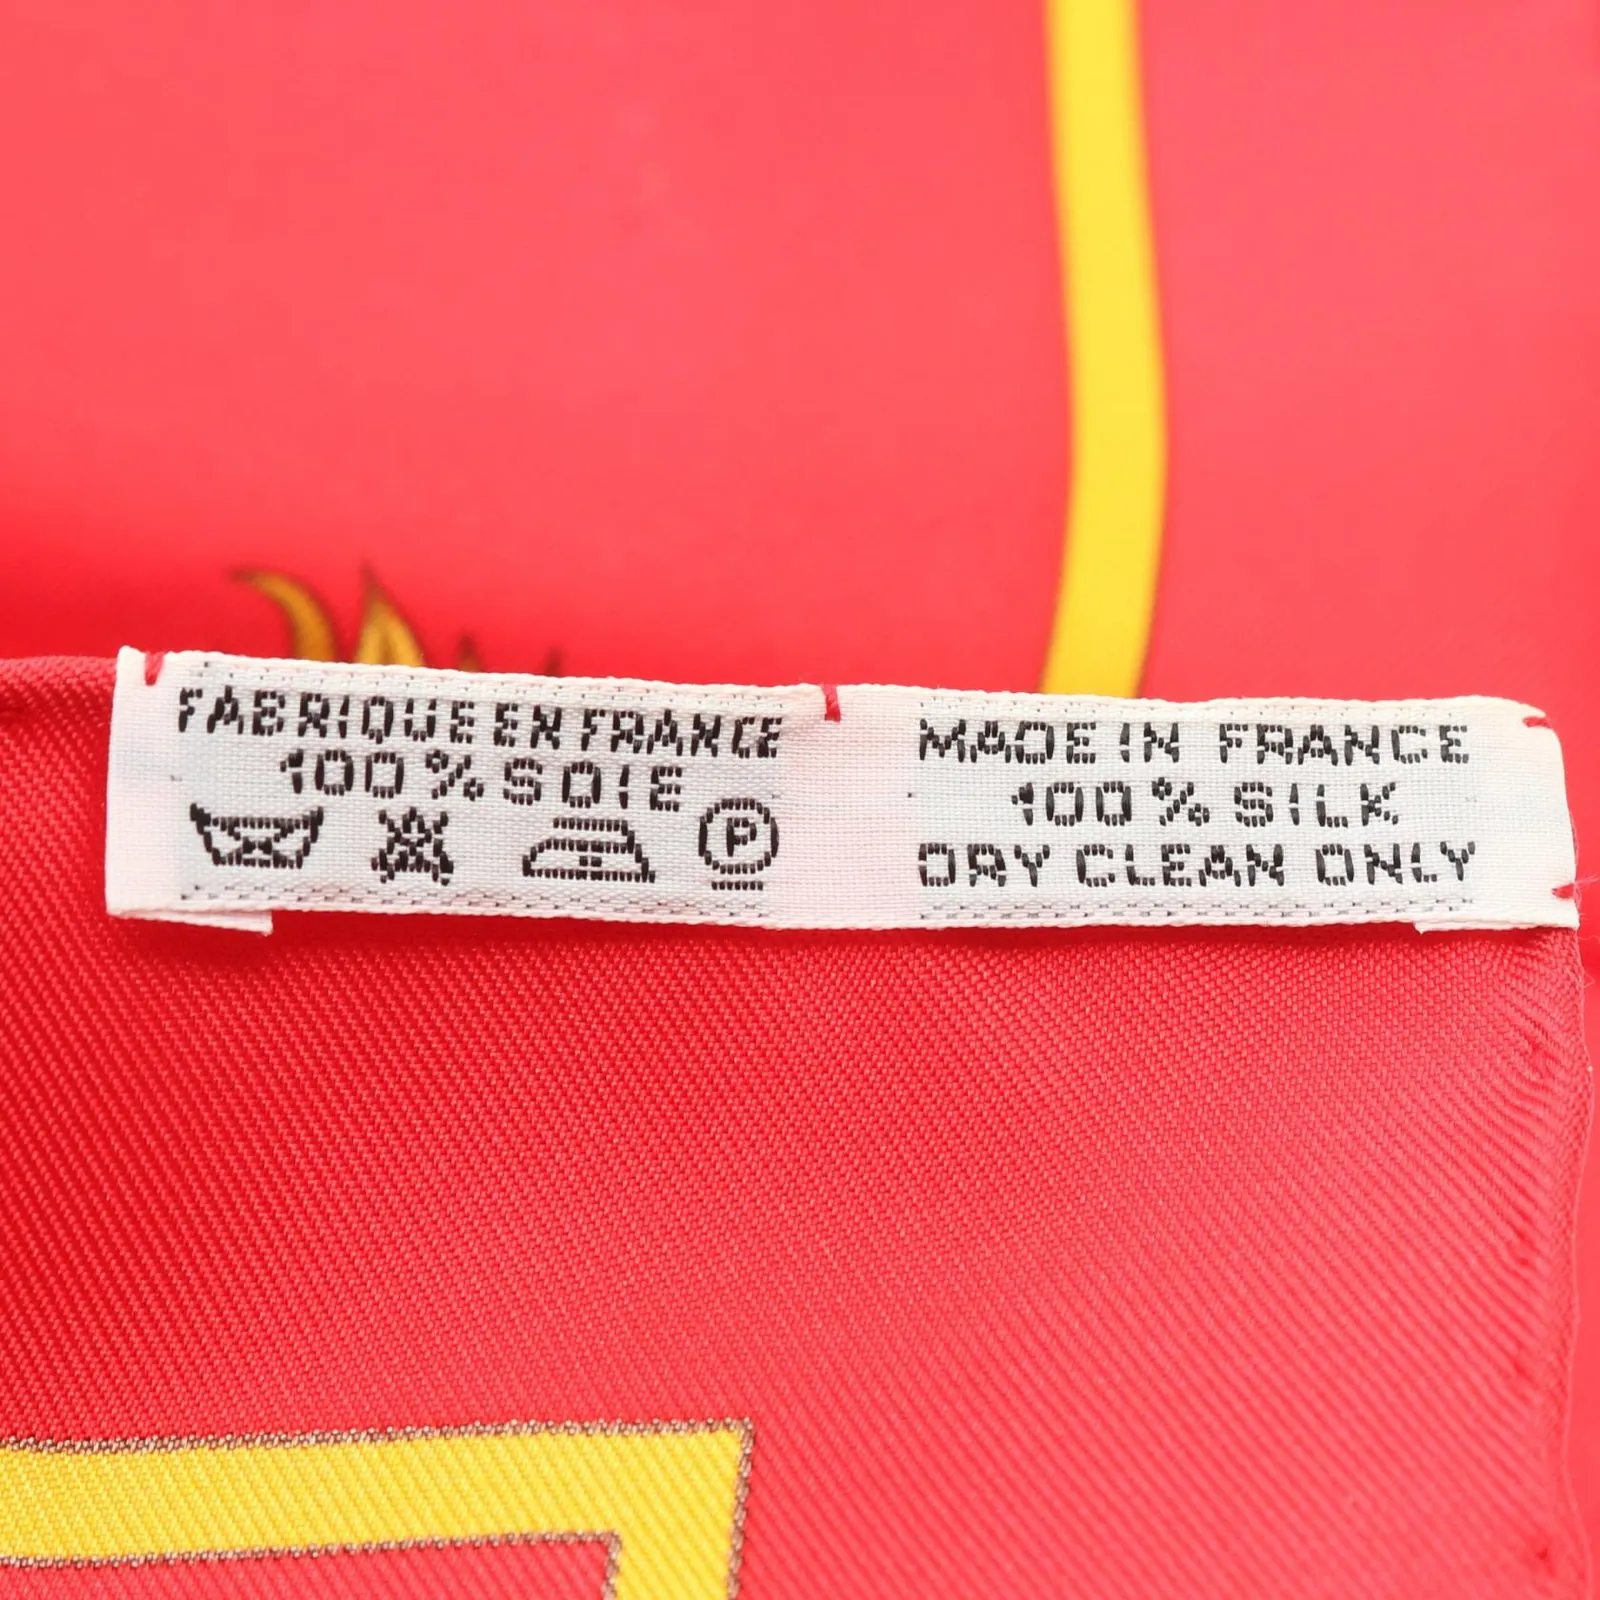 FABRIQUE EN FRANCE
100% SOIE
P
MADE IN FRANCE
100% SILK
DRY CLEAN ONLY